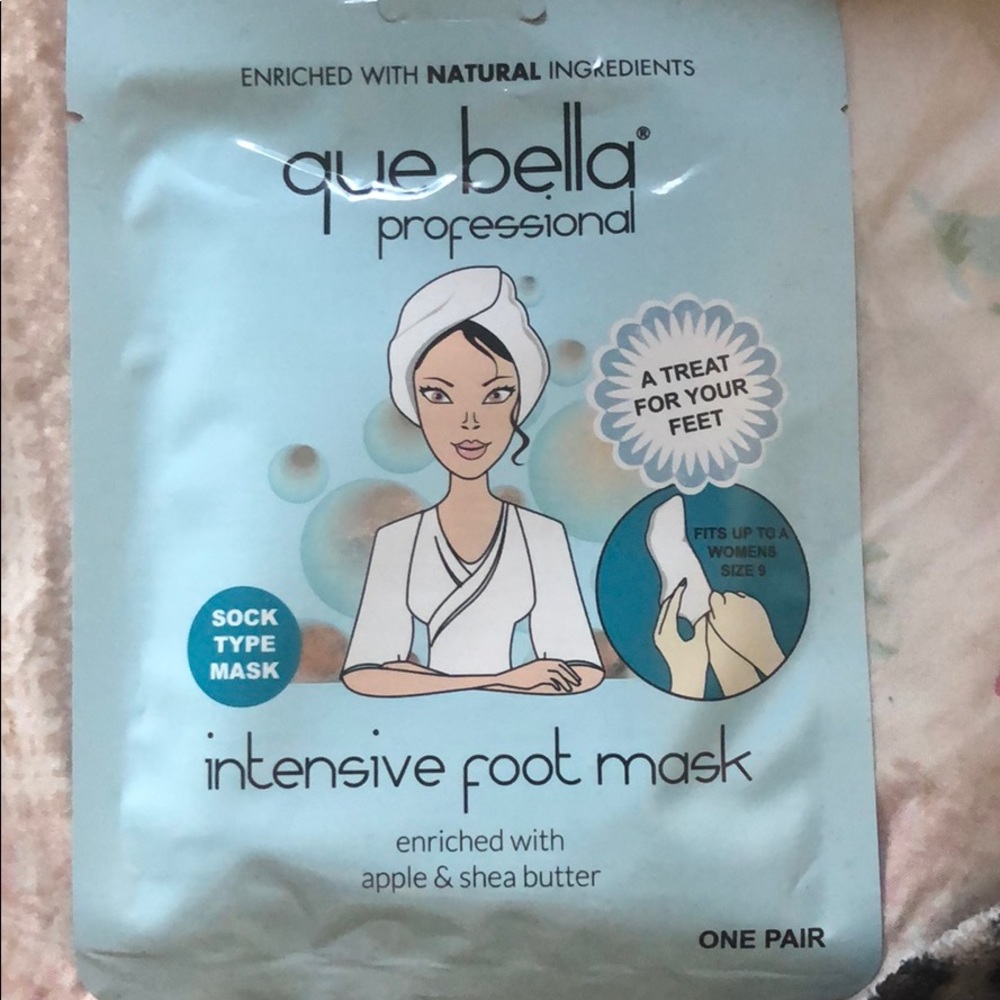 ENRICHED WITH NATURAL INGREDIENTS
que bella®
professional
A TREAT
FOR YOUR
FEET
FITS UP TO A
WOMENS
SIZE 9
SOCK
TYPE
MASK
intensive foot mask
enriched with
apple & shea butter
ONE PAIR